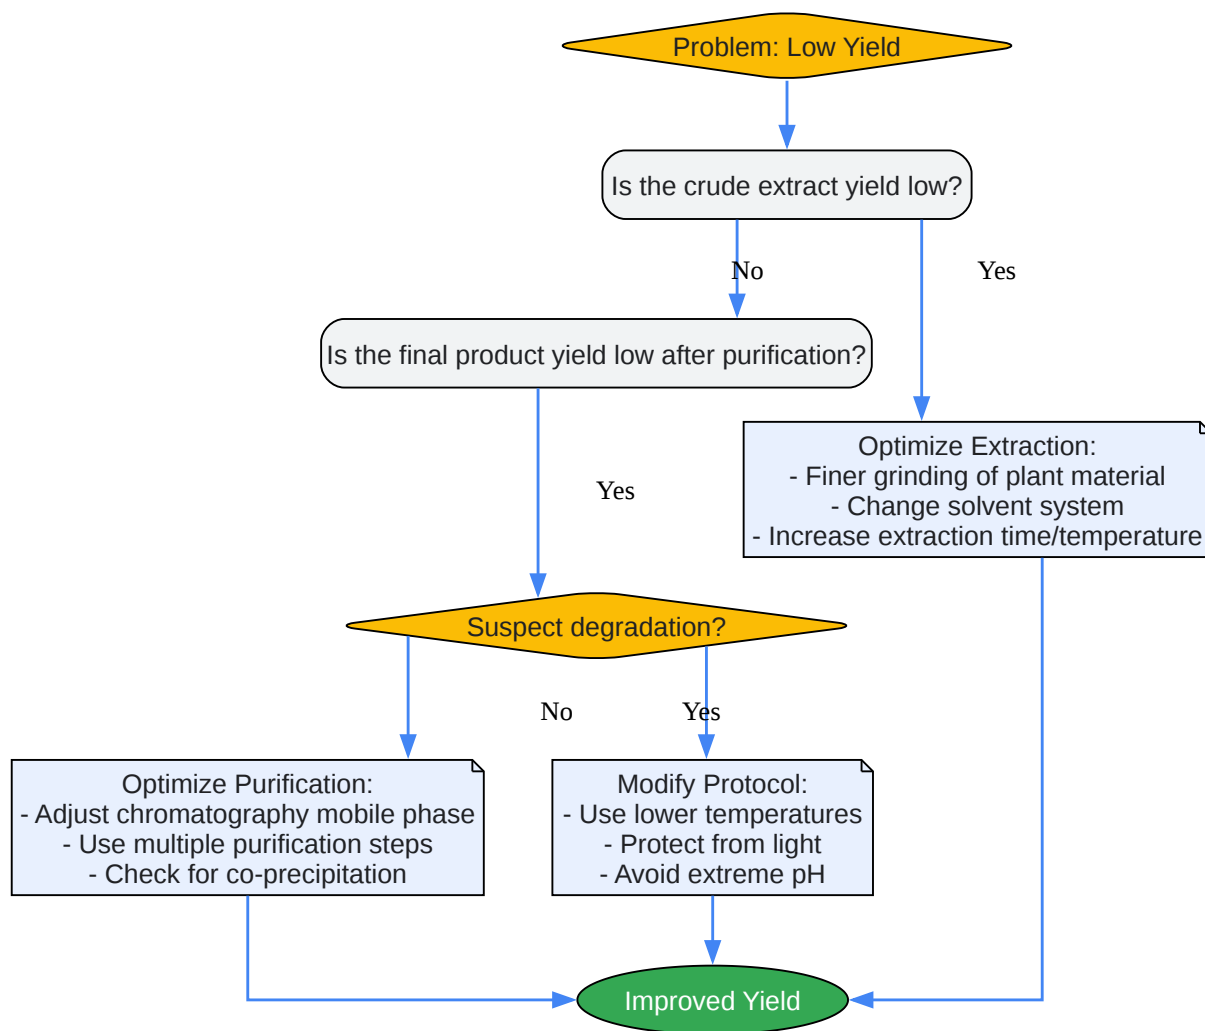 Problem: Low Yield
Is the crude extract yield low?
No
Yes
Is the final product yield low after purification?
Optimize Extraction:
- Finer grinding of plant material
- Change solvent system
- Increase extraction time/temperature
Yes
Suspect degradation?
No
Yes
Optimize Purification:
- Adjust chromatography mobile phase
- Use multiple purification steps
- Check for co-precipitation
Modify Protocol:
- Use lower temperatures
- Protect from light
- Avoid extreme pH
Improved Yield